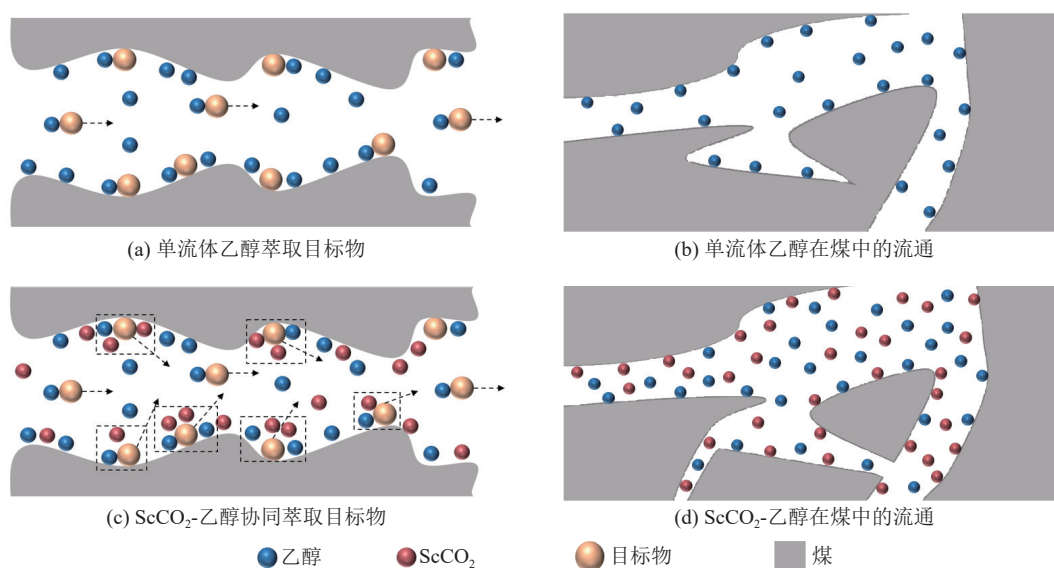 (a) 单流体乙醇萃取目标物
(b) 单流体乙醇在煤中的流通
(c) ScCO₂-乙醇协同萃取目标物
(d) ScCO₂-乙醇在煤中的流通
乙醇 ScCO₂ 目标物 煤